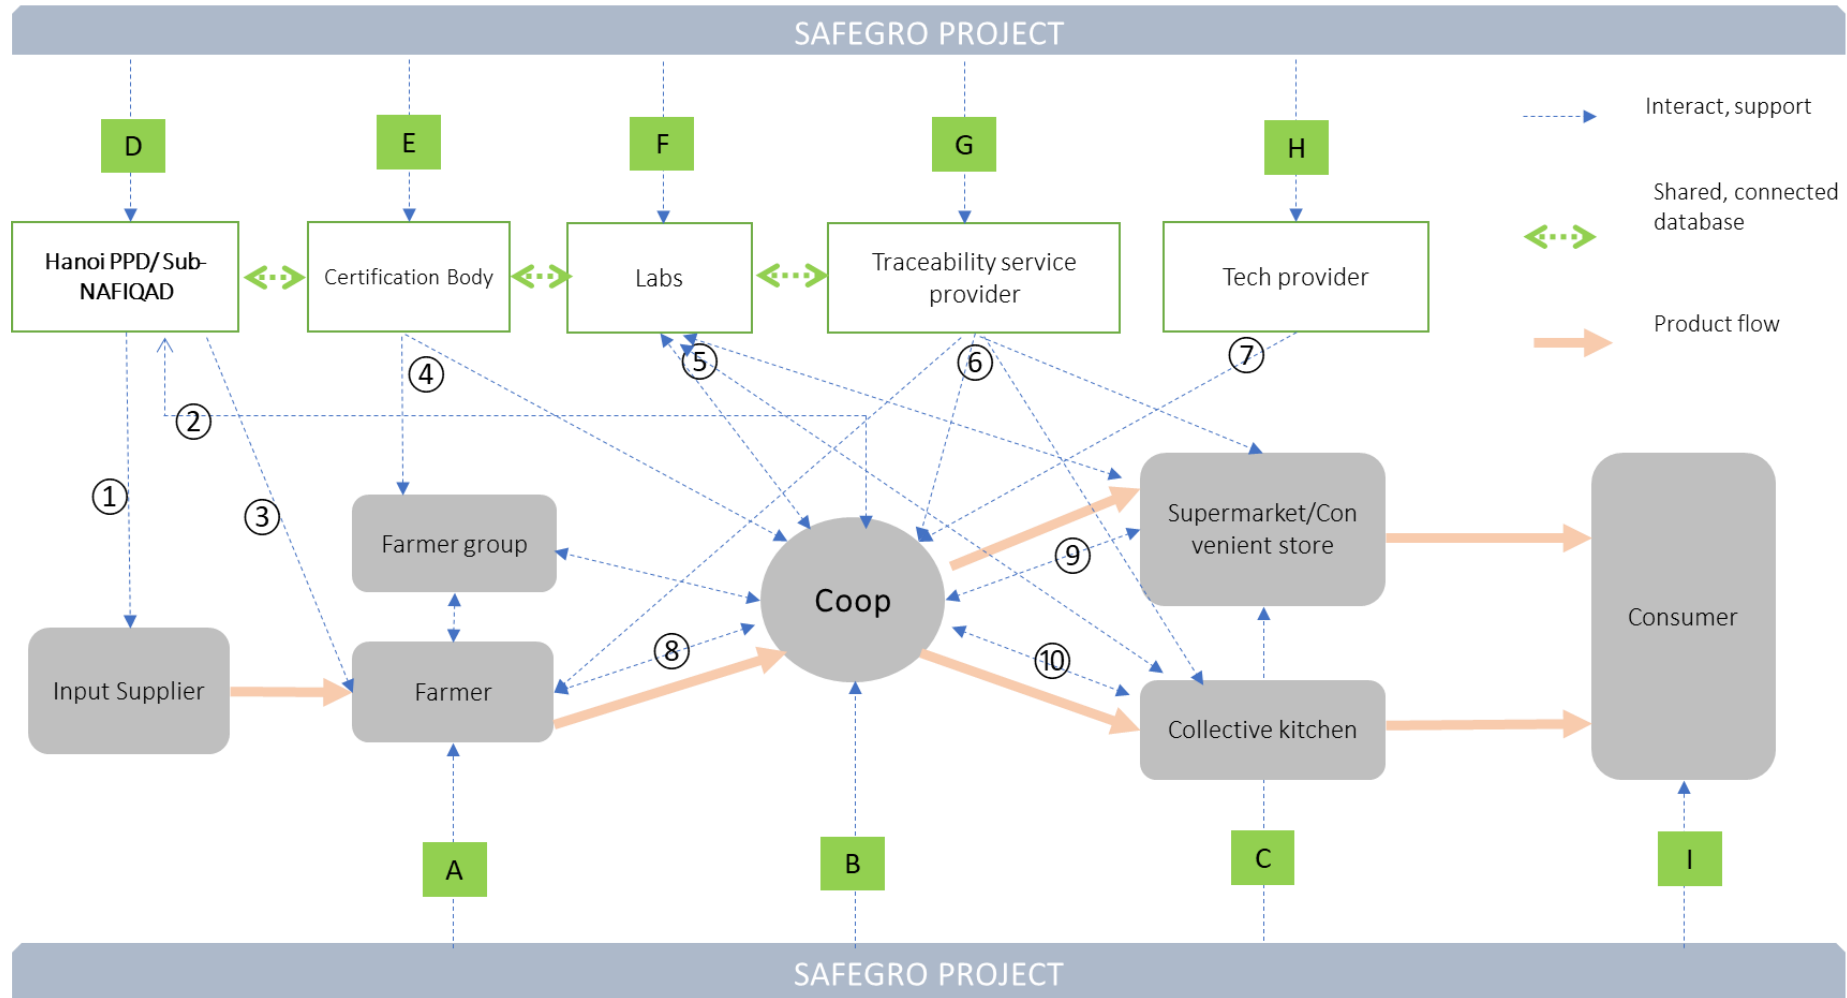 SAFEGRO PROJECT
D
E
F
G
H
Interact, support
Shared, connected
database
Product flow
Hanoi PPD/ Sub-
NAFIQAD
Certification Body
Labs
Traceability service
provider
Tech provider
4
5
6
7
2
1
3
Farmer group
Coop
Supermarket/Con
venient store
9
Consumer
Input Supplier
Farmer
8
10
Collective kitchen
A
B
C
I
SAFEGRO PROJECT